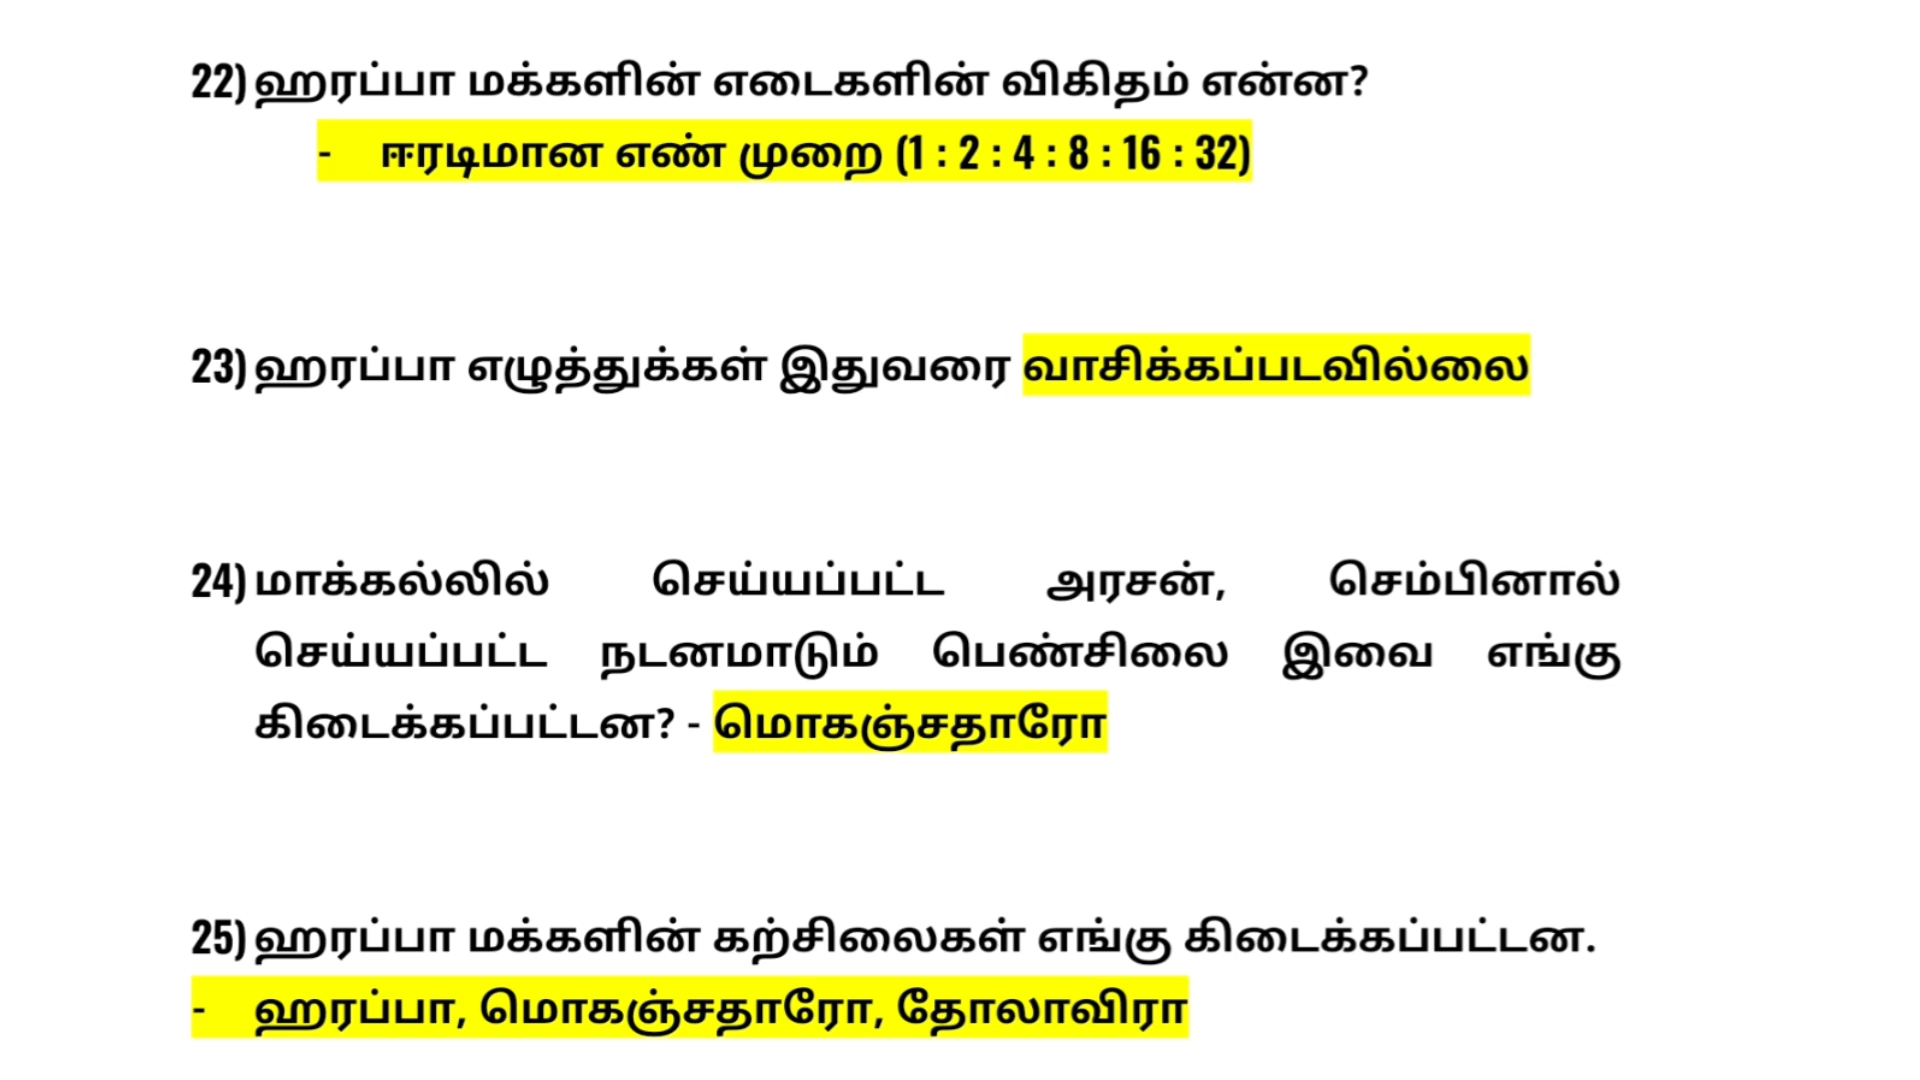 22) ஹரப்பா மக்களின் எடைகளின் விகிதம் என்ன?
- ஈரடிமான எண் முறை (1 : 2 : 4 : 8 : 16 : 32)
23) ஹரப்பா எழுத்துக்கள் இதுவரை வாசிக்கப்படவில்லை
24) மாக்கல்லில் செய்யப்பட்ட அரசன், செம்பினால்
செய்யப்பட்ட நடனமாடும் பெண்சிலை இவை எங்கு
கிடைக்கப்பட்டன? - மொகஞ்சதாரோ
25) ஹரப்பா மக்களின் கற்சிலைகள் எங்கு கிடைக்கப்பட்டன.
- ஹரப்பா, மொகஞ்சதாரோ, தோலாவிரா